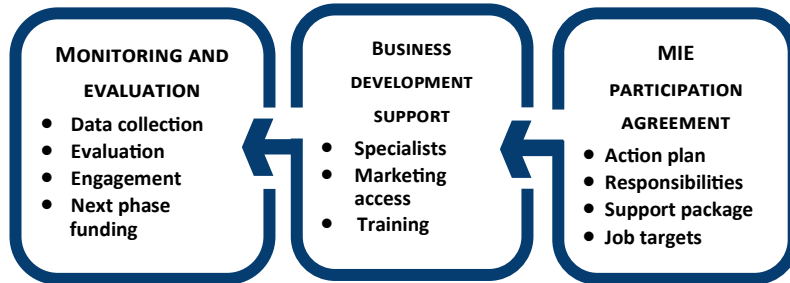 MONITORING AND
EVALUATION
• Data collection
• Evaluation
• Engagement
• Next phase
funding
BUSINESS
DEVELOPMENT
SUPPORT
• Specialists
• Marketing
access
• Training
MIE
PARTICIPATION
AGREEMENT
• Action plan
• Responsibilities
• Support package
• Job targets